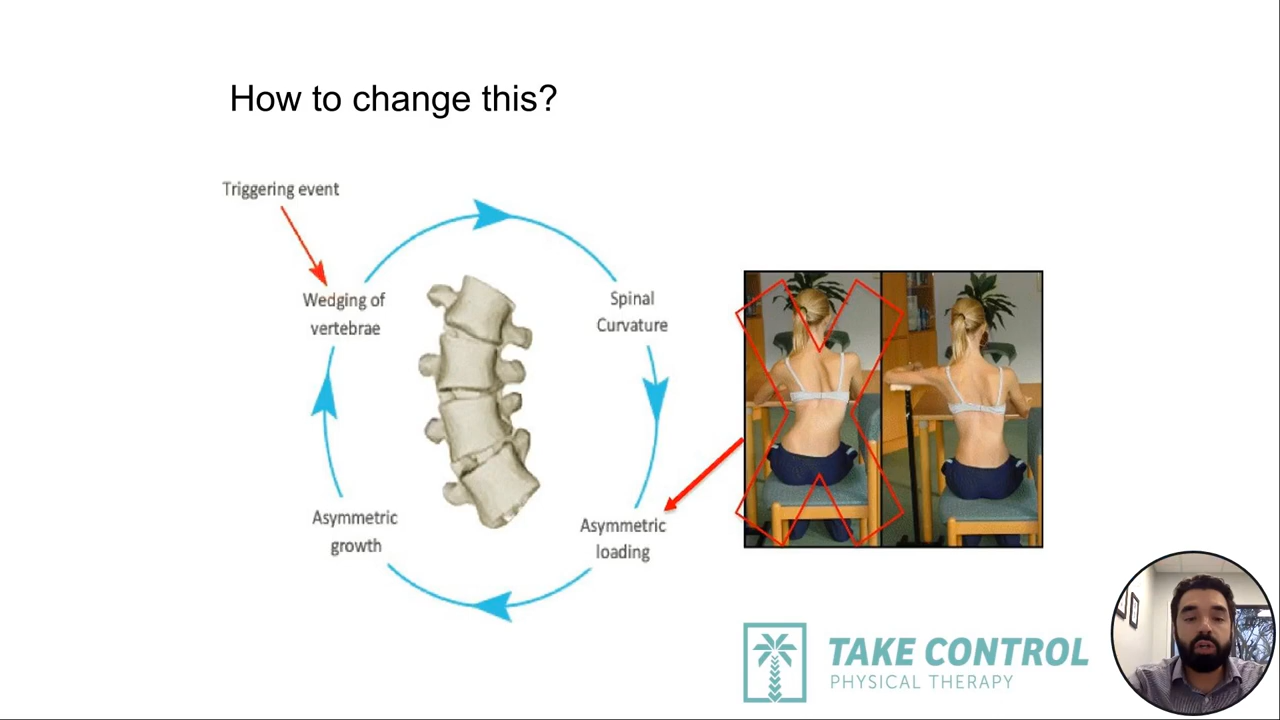 How to change this?
Triggering event
Wedging of
vertebrae
Spinal
Curvature
Asymmetric
growth
Asymmetric
loading
TAKE CONTROL
PHYSICAL THERAPY